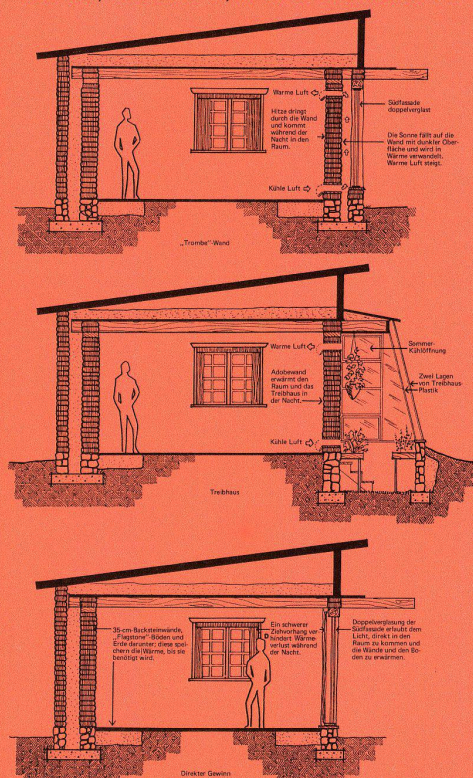 Warme Luft
Hitze dringt
durch die Wand
und kommt
während der
Nacht in den
Raum.
Kühle Luft
Südfassade
doppelverglast
Die Sonne fällt auf die
Wand mit dunkler Ober-
fläche und wird in
Wärme verwandelt.
Warme Luft steigt.
„Trombe"-Wand
Warme Luft
Adobewand
erwärmt den
Raum und das
Treibhaus in
der Nacht.
Kühle Luft
Sommer-
Kühlöffnung
Zwei Lagen
von Treibhaus-
Plastik
Treibhaus
35-cm-Backsteinwände,
„Flagstone"-Böden und
Erde darunter; diese spei-
chern die Wärme, bis sie
benötigt wird.
Ein schwerer
Ziehvorhang ver-
hindert Wärme-
verlust während
der Nacht.
Doppelverglasung der
Südfassade erlaubt dem
Licht, direkt in den
Raum zu kommen und
die Wände und den Bo-
den zu erwärmen.
Direkter Gewinn